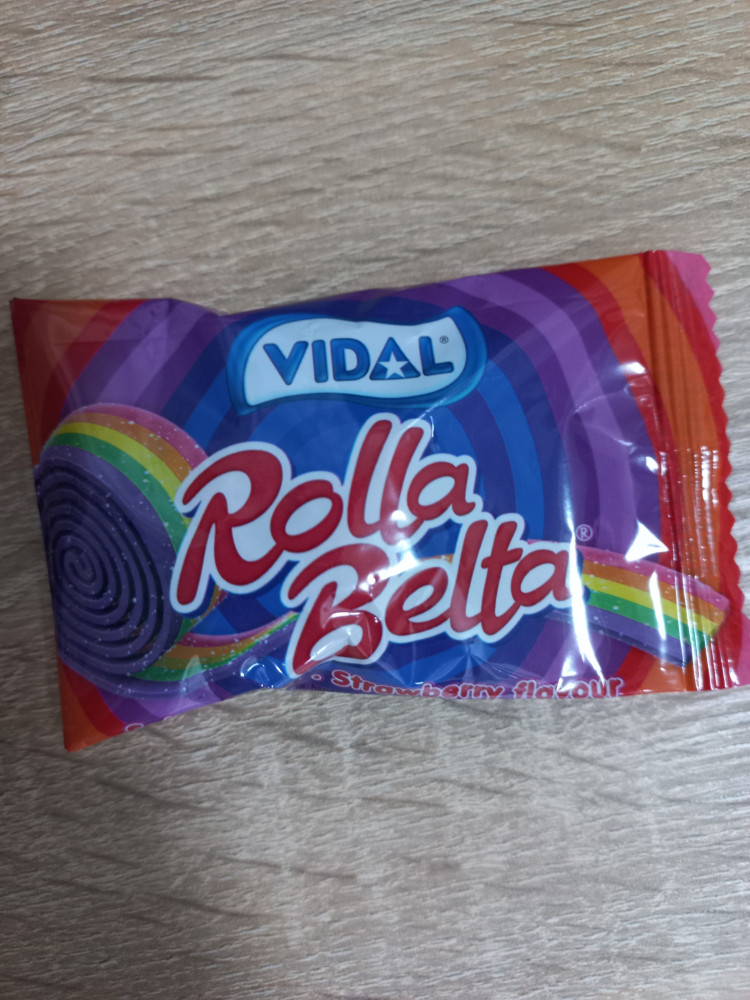 VIDAL®
Rolla
Belta®
· Strawberry flavour